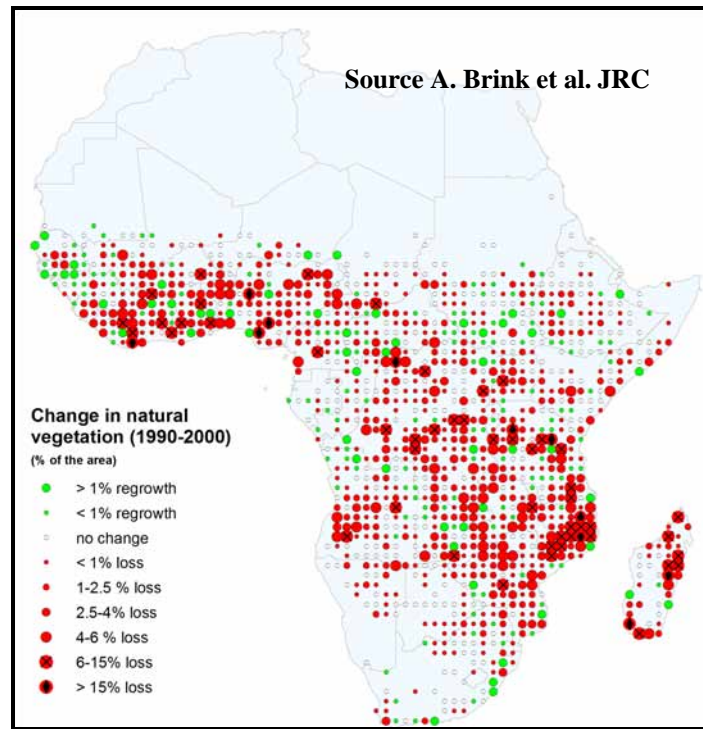 Source A. Brink et al. JRC
Change in natural
vegetation (1990-2000)
(% of the area)
> 1% regrowth
< 1% regrowth
no change
< 1% loss
1-2.5 % loss
2.5-4% loss
4-6 % loss
6-15% loss
> 15% loss